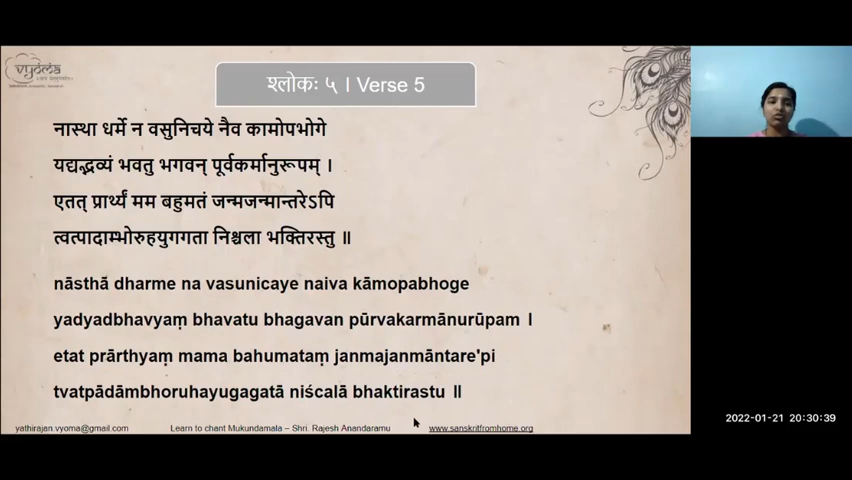 vyoma
श्लोकः ५ । Verse 5
नास्था धर्मे न वसुनिचये नैव कामोपभोगे
यद्यद्भव्यं भवतु भगवन् पूर्वकर्मानुरूपम् ।
एतत् प्रार्थ्यं मम बहुमतं जन्मजन्मान्तरेऽपि
त्वत्पादाम्भोरुहयुगगता निश्चला भक्तिरस्तु ॥
nāsthā dharme na vasunicaye naiva kāmopabhoge
yadyadbhavyaṃ bhavatu bhagavan pūrvakarmānurūpam ।
etat prārthyaṃ mama bahumataṃ janmajanmāntare'pi
tvatpādāmbhoruhayugagatā niścalā bhaktirastu ॥
2022-01-21 20:30:39
yathirajan.vyoma@gmail.com Learn to chant Mukundamala – Shri. Rajesh Anandaramu www.sanskritfromhome.org